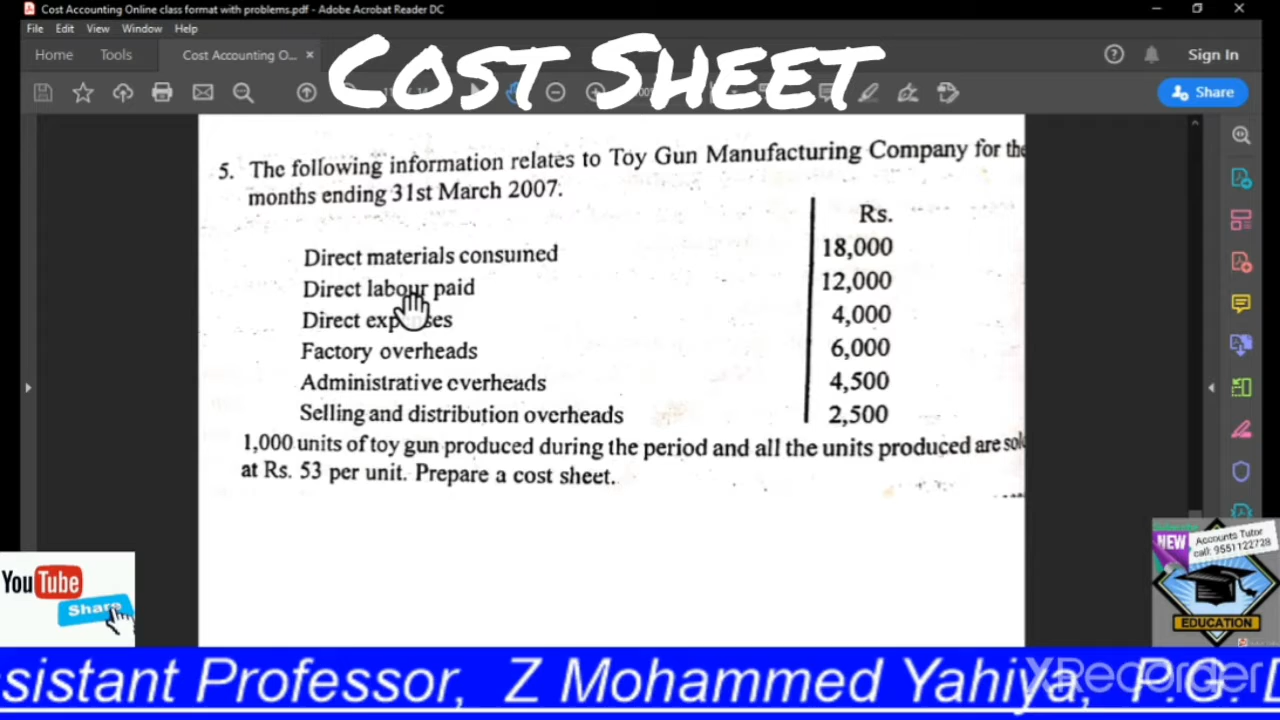 Cost Accounting Online class format with problems.pdf - Adobe Acrobat Reader DC
File Edit View Window Help
Home Tools Cost Accounting O... × Sign In
COST SHEET
Share
5. The following information relates to Toy Gun Manufacturing Company for the
months ending 31st March 2007.
Rs.
Direct materials consumed 18,000
Direct labour paid 12,000
Direct expenses 4,000
Factory overheads 6,000
Administrative overheads 4,500
Selling and distribution overheads 2,500
1,000 units of toy gun produced during the period and all the units produced are sol
at Rs. 53 per unit. Prepare a cost sheet.
NEW
Accounts Tutor
call: 9551122728
EDUCATION
YouTube
Share
ssistant Professor, Z Mohammed Yahiya, P.G.
XRecorder